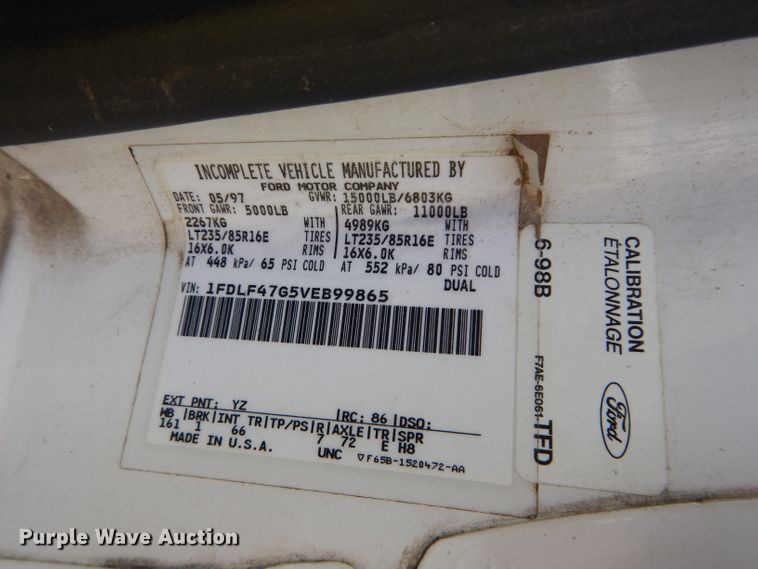 INCOMPLETE VEHICLE MANUFACTURED BY
FORD MOTOR COMPANY
DATE: 05/97 GVWR: 15000LB/6803KG
FRONT GAWR: 5000LB REAR GAWR: 11000LB
2267KG WITH 4989KG WITH
LT235/85R16E TIRES LT235/85R16E TIRES
16X6.0K RIMS 16X6.0K RIMS
AT 448 kPa/ 65 PSI COLD AT 552 kPa/ 80 PSI COLD
DUAL
VIN: 1FDLF47G5VEB99865
EXT PNT: YZ RC: 86 DSO:
WB BRK INT TR TP/PS R AXLE TR SPR
161 1 66 7 72 E H8
MADE IN U.S.A. UNC ▽F65B-1520472-AA
CALIBRATION
ÉTALONNAGE
6-98B
F7AE-6E061-TFD
Ford
Purple Wave Auction